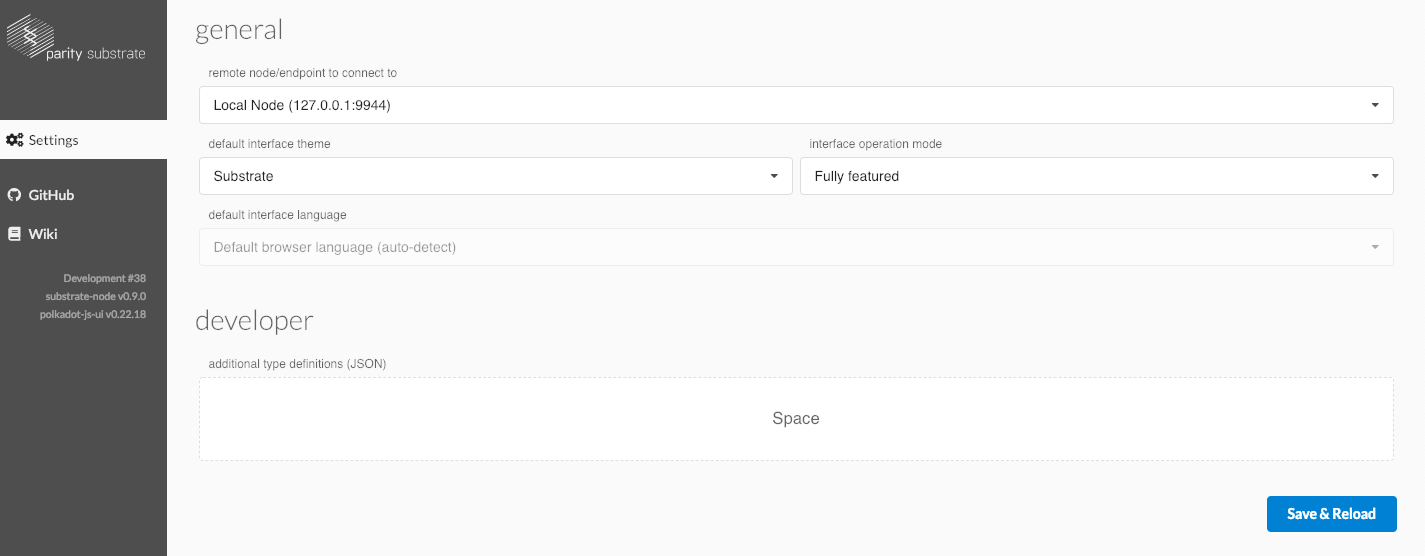 parity substrate
Settings
GitHub
Wiki
Development #38
substrate-node v0.9.0
polkadot-js-ui v0.22.18
general
remote node/endpoint to connect to
Local Node (127.0.0.1:9944)
default interface theme
interface operation mode
Substrate
Fully featured
default interface language
Default browser language (auto-detect)
developer
additional type definitions (JSON)
Space
Save & Reload